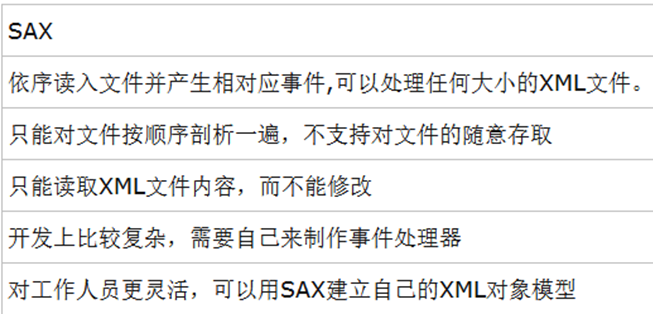 SAX
依序读入文件并产生相对应事件,可以处理任何大小的XML文件。
只能对文件按顺序剖析一遍，不支持对文件的随意存取
只能读取XML文件内容，而不能修改
开发上比较复杂，需要自己来制作事件处理器
对工作人员更灵活，可以用SAX建立自己的XML对象模型